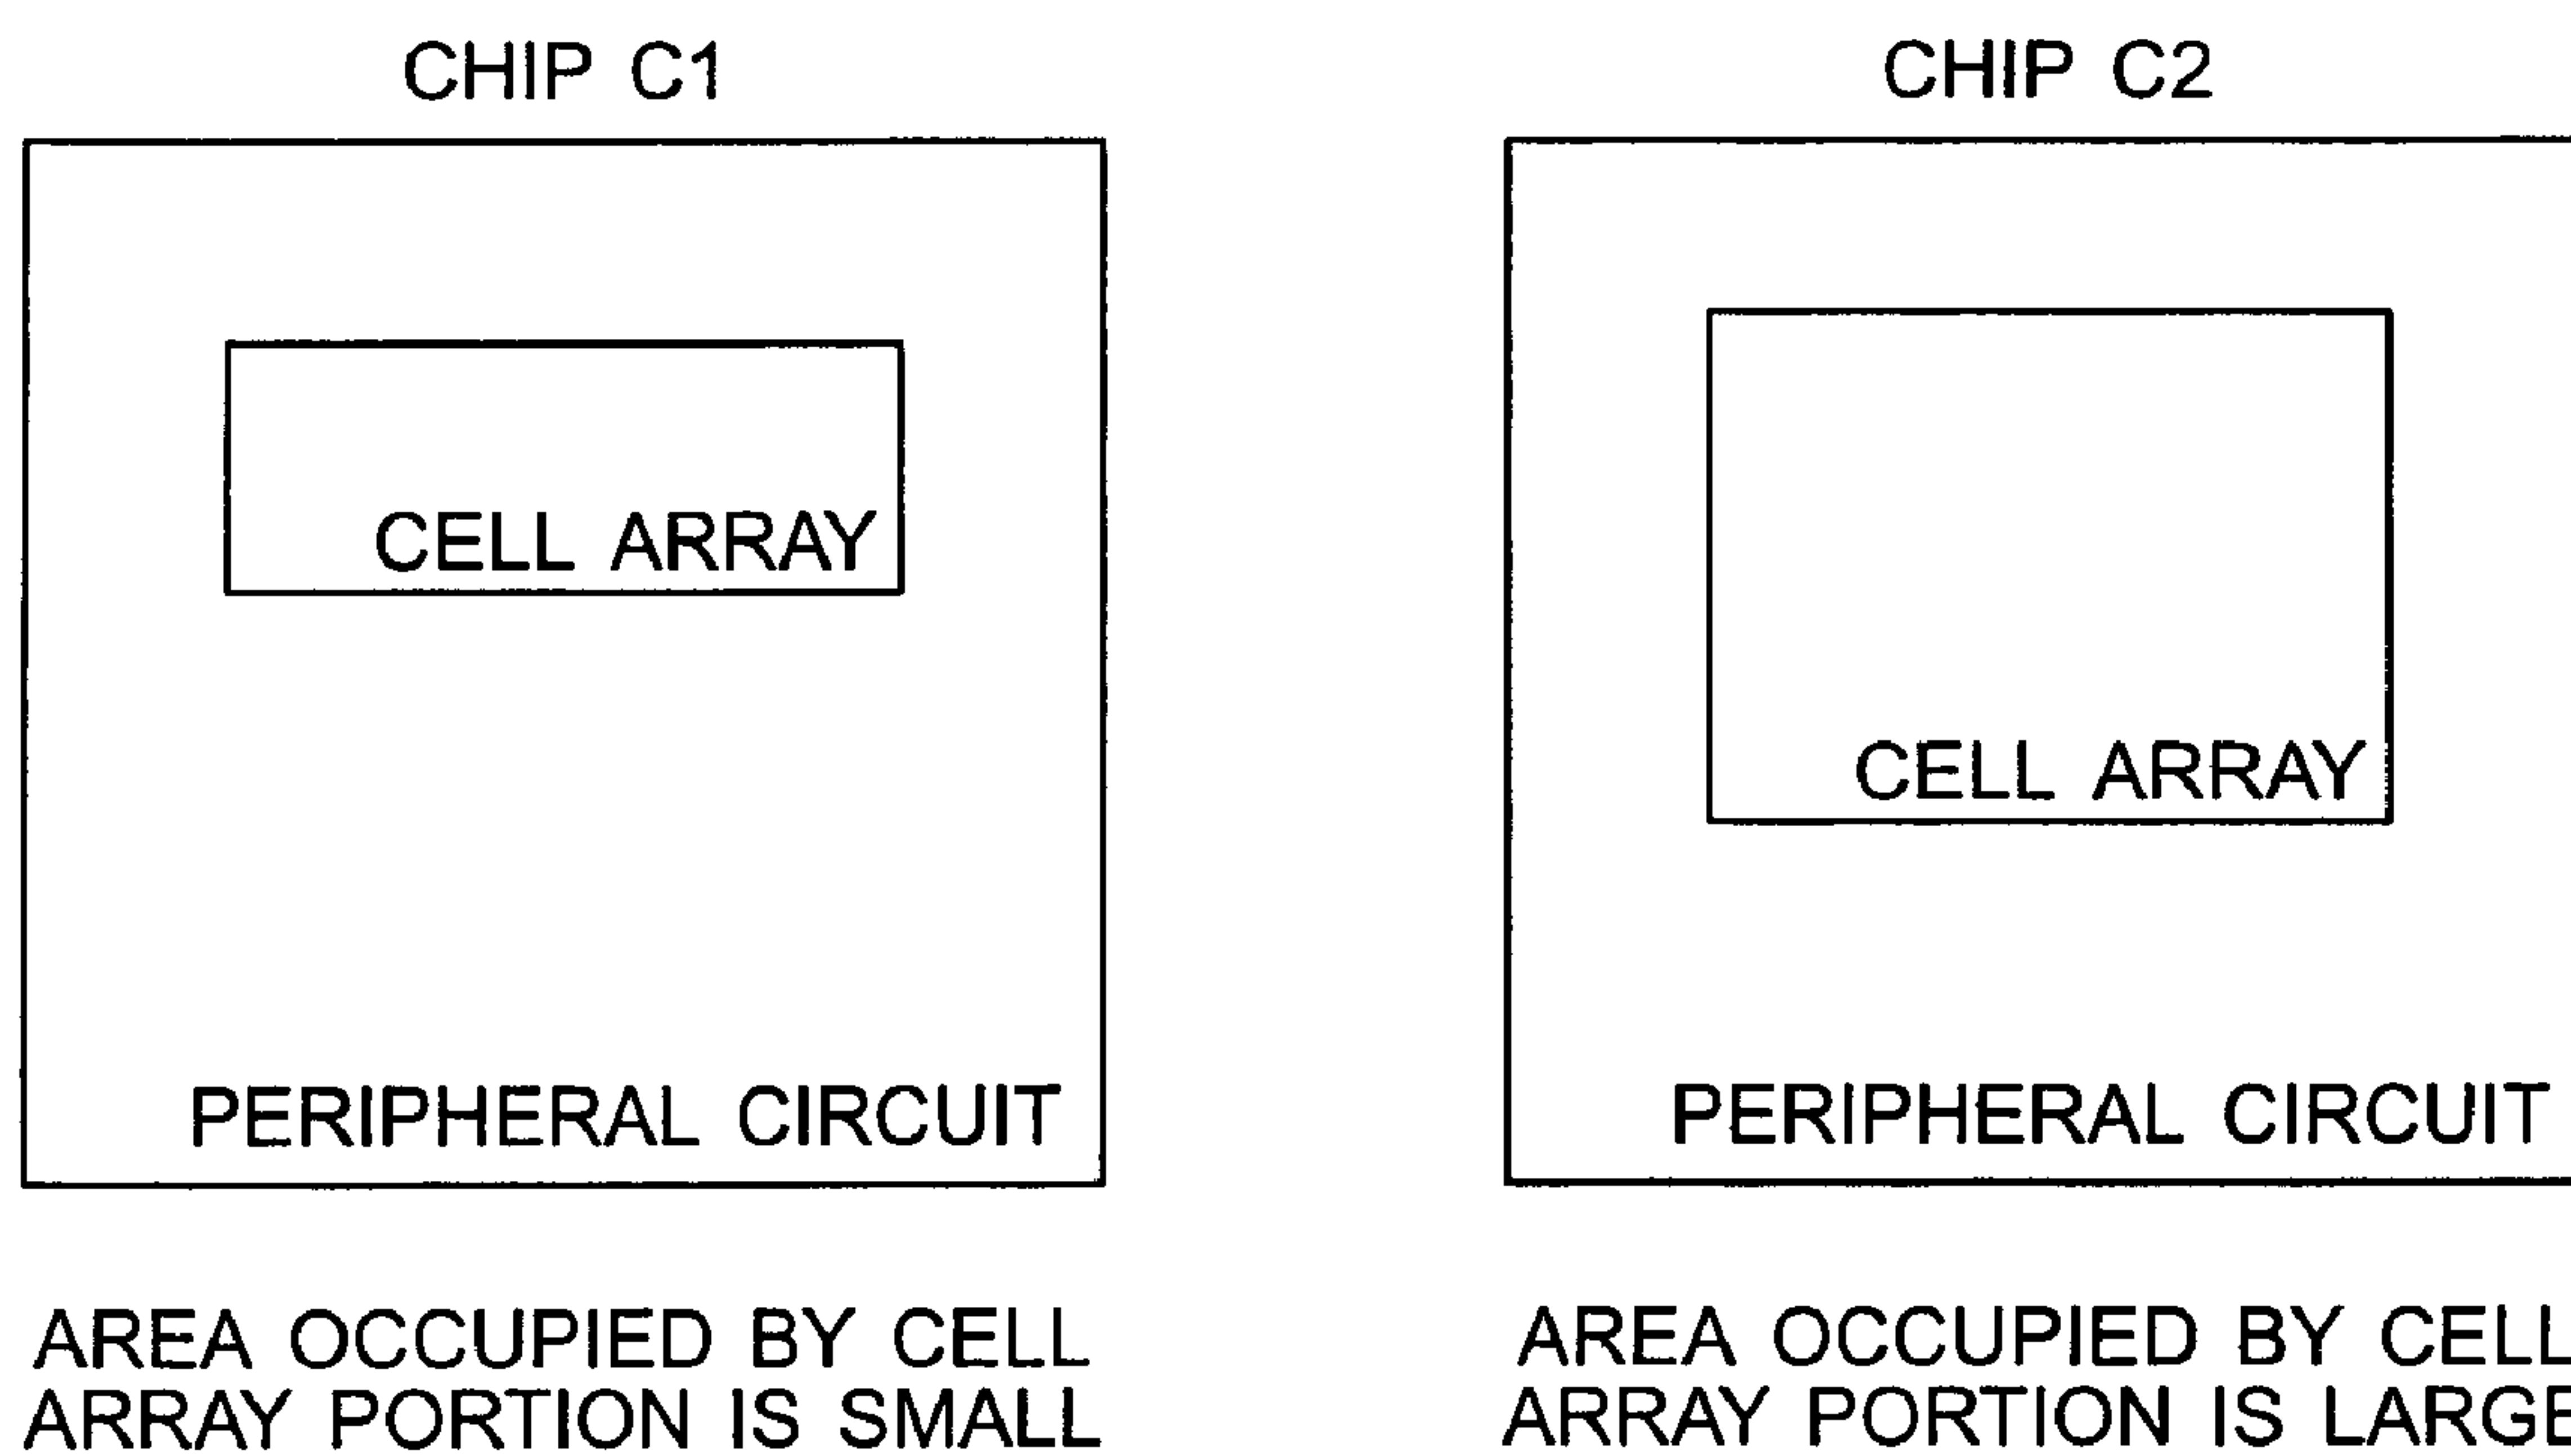 CHIP C1
CELL ARRAY
PERIPHERAL CIRCUIT
AREA OCCUPIED BY CELL
ARRAY PORTION IS SMALL
CHIP C2
CELL ARRAY
PERIPHERAL CIRCUIT
AREA OCCUPIED BY CELL
ARRAY PORTION IS LARGE